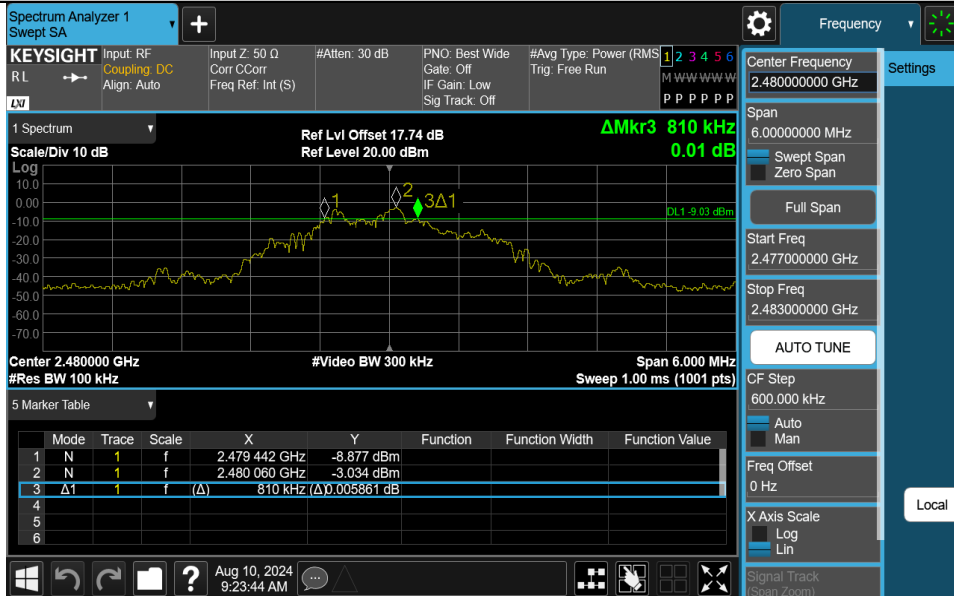 Spectrum Analyzer 1
Swept SA
+
Frequency
KEYSIGHT
R L
LXI
Input: RF
Coupling: DC
Align: Auto
Input Z: 50 Ω
Corr CCorr
Freq Ref: Int (S)
#Atten: 30 dB
PNO: Best Wide
Gate: Off
IF Gain: Low
Sig Track: Off
#Avg Type: Power (RMS
Trig: Free Run
1 2 3 4 5 6
M W W W W W
P P P P P P
1 Spectrum
Scale/Div 10 dB
Log
Ref Lvl Offset 17.74 dB
Ref Level 20.00 dBm
ΔMkr3 810 kHz
0.01 dB
10.0
0.00
-10.0
-20.0
-30.0
-40.0
-50.0
-60.0
-70.0
1
2
3Δ1
DL1 -9.03 dBm
Center 2.480000 GHz
#Video BW 300 kHz
Span 6.000 MHz
#Res BW 100 kHz
Sweep 1.00 ms (1001 pts)
5 Marker Table
Mode Trace Scale X Y Function Function Width Function Value
1 N 1 f 2.479 442 GHz -8.877 dBm
2 N 1 f 2.480 060 GHz -3.034 dBm
3 Δ1 1 f (Δ) 810 kHz (Δ)0.005861 dB
4
5
6
?
Aug 10, 2024
9:23:44 AM
Center Frequency
2.480000000 GHz
Settings
Span
6.00000000 MHz
Swept Span
Zero Span
Full Span
Start Freq
2.477000000 GHz
Stop Freq
2.483000000 GHz
AUTO TUNE
CF Step
600.000 kHz
Auto
Man
Freq Offset
0 Hz
Local
X Axis Scale
Log
Lin
Signal Track
(Span Zoom)